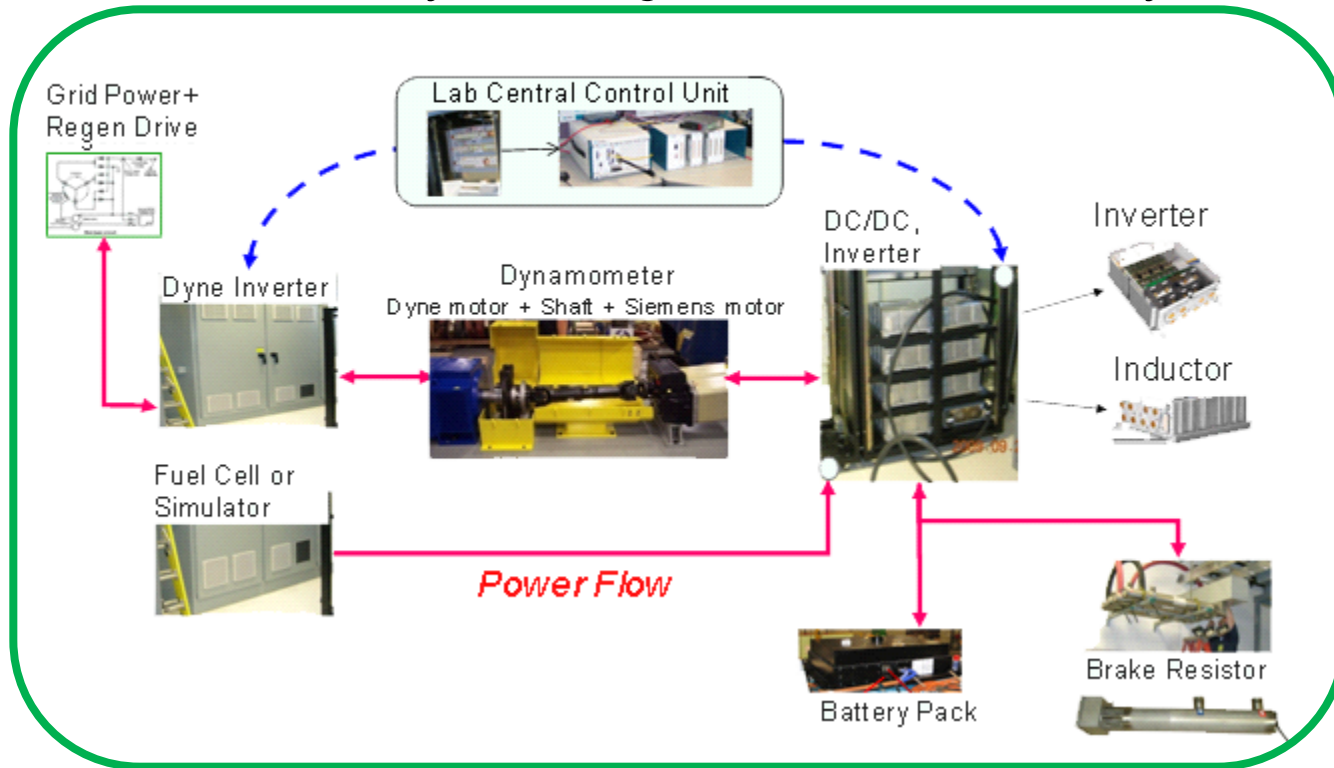 Grid Power+
Regen Drive
Lab Central Control Unit
DC/DC,
Inverter
Inverter
Dyne Inverter
Dynamometer
Dyne motor + Shaft + Siemens motor
Inductor
Fuel Cell or
Simulator
Power Flow
Brake Resistor
Battery Pack